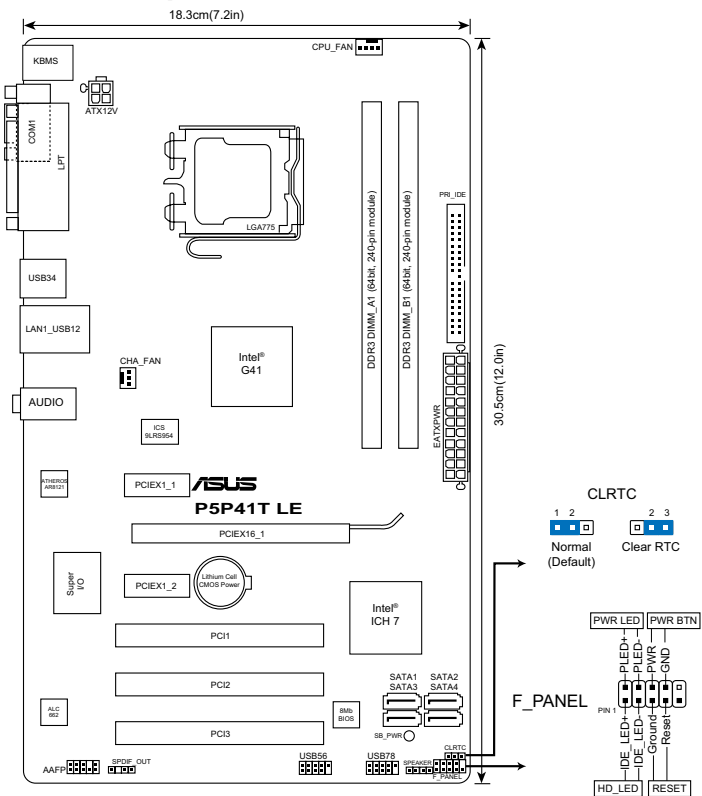 18.3cm(7.2in)
KBMS
CPU_FAN
ATX12V
COM1
LPT
LGA775
DDR3 DIMM_A1 (64bit, 240-pin module)
DDR3 DIMM_B1 (64bit, 240-pin module)
PRI_IDE
USB34
LAN1_USB12
CHA_FAN
Intel®
G41
EATXPWR
30.5cm(12.0in)
AUDIO
ICS
9LRS954
ATHEROS
AR8121
PCIEX1_1
ASUS
P5P41T LE
PCIEX16_1
Super
I/O
PCIEX1_2
Lithium Cell
CMOS Power
Intel®
ICH 7
PCI1
PCI2
PCI3
SATA1
SATA3
SATA2
SATA4
ALC
662
8Mb
BIOS
SB_PWR
AAFP
SPDIF_OUT
USB56
USB78
SPEAKER
CLRTC
F_PANEL
CLRTC
1 2
2 3
Normal
(Default)
Clear RTC
F_PANEL
PWR LED
PWR BTN
PLED+
PLED-
PWR
GND
PIN 1
IDE_LED+
IDE_LED-
Ground
Reset
HD_LED
RESET